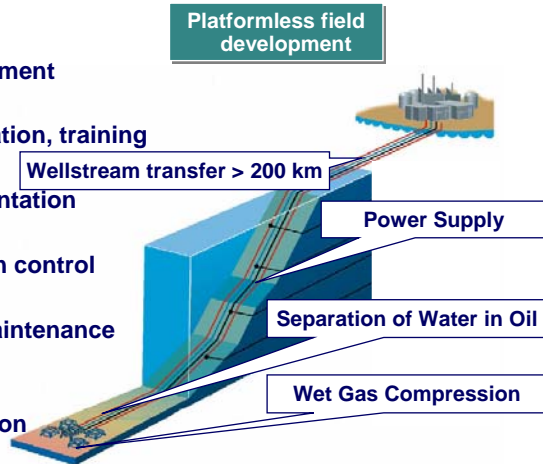 Platformless field
development
ment
ation, training
Wellstream transfer > 200 km
ntation
Power Supply
n control
Separation of Water in Oil
aintenance
Wet Gas Compression
on